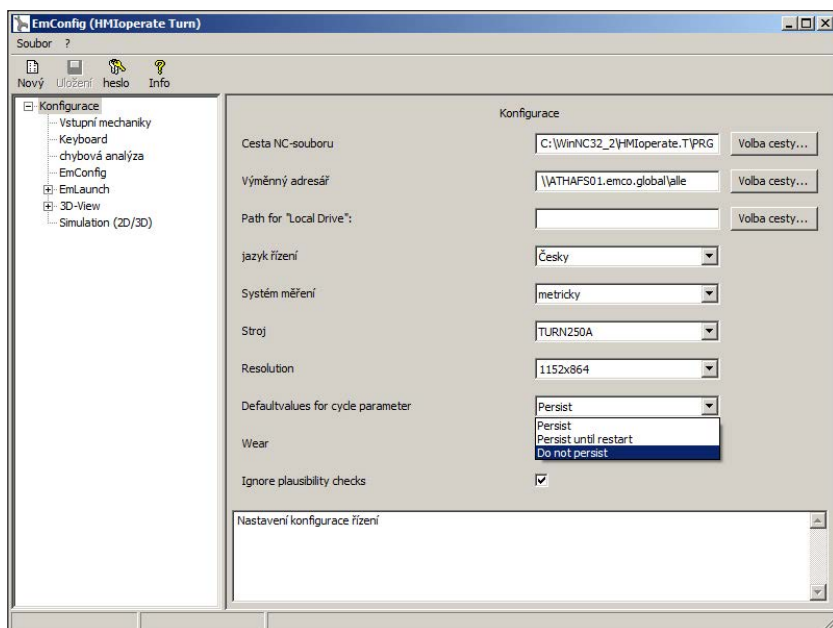 EmConfig (HMIoperate Turn)
Soubor ?
Nový Uložení heslo Info
Konfigurace
Vstupní mechaniky
Keyboard
chybová analýza
EmConfig
EmLaunch
3D-View
Simulation (2D/3D)
Konfigurace
Cesta NC-souboru C:\WinNC32_2\HMIoperate.T\PRG Volba cesty...
Výměnný adresář \\ATHAFS01.emco.global\alle Volba cesty...
Path for "Local Drive": Volba cesty...
jazyk řízení Česky
Systém měření metricky
Stroj TURN250A
Resolution 1152x864
Defaultvalues for cycle parameter Persist
Persist
Persist until restart
Wear Do not persist
Ignore plausibility checks
Nastavení konfigurace řízení